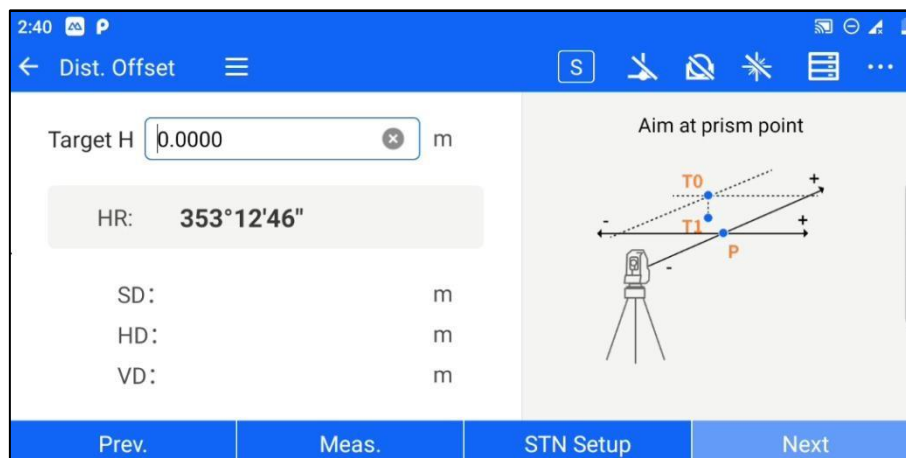 2:40
Dist. Offset
S
Target H 0.0000 m
Aim at prism point
HR: 353°12'46"
SD: m
HD: m
VD: m
T0
+
-
T1
+
P
-
Prev. Meas. STN Setup Next